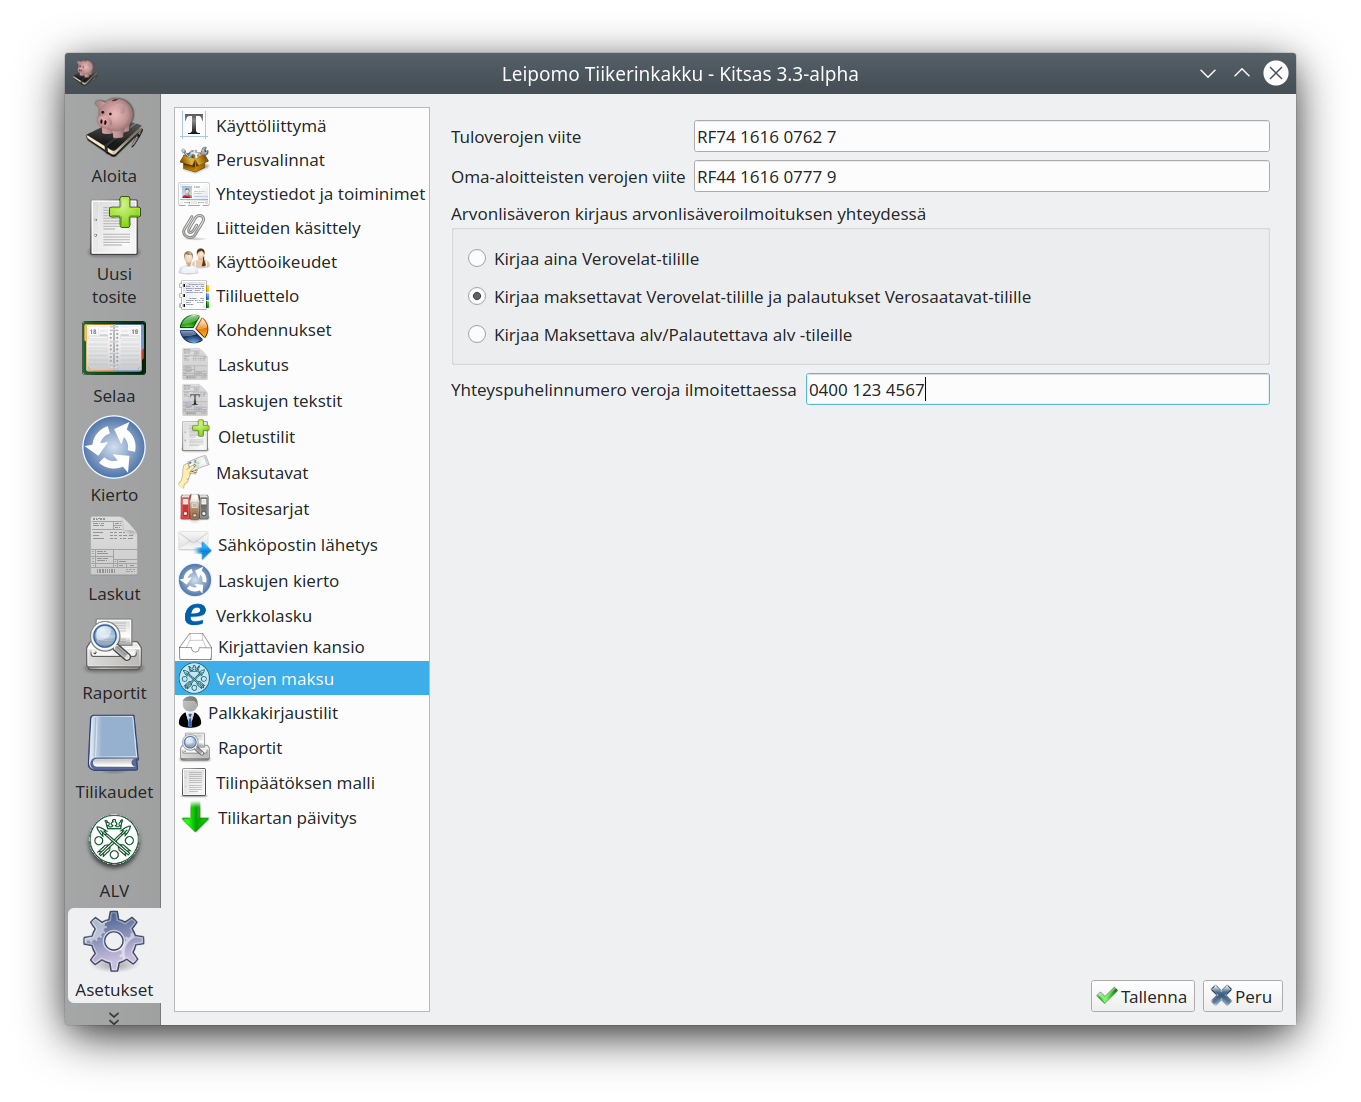 Leipomo Tiikerinkakku - Kitsas 3.3-alpha
Aloita
Uusi
tosite
Selaa
Kierto
Laskut
Raportit
Tilikaudet
ALV
Asetukset
Käyttöliittymä
Perusvalinnat
Yhteystiedot ja toiminimet
Liitteiden käsittely
Käyttöoikeudet
Tililuettelo
Kohdennukset
Laskutus
Laskujen tekstit
Oletustilit
Maksutavat
Tositesarjat
Sähköpostin lähetys
Laskujen kierto
Verkkolasku
Kirjattavien kansio
Verojen maksu
Palkkakirjaustilit
Raportit
Tilinpäätöksen malli
Tilikartan päivitys
Tuloverojen viite RF74 1616 0762 7
Oma-aloitteisten verojen viite RF44 1616 0777 9
Arvonlisäveron kirjaus arvonlisäveroilmoituksen yhteydessä
Kirjaa aina Verovelat-tilille
Kirjaa maksettavat Verovelat-tilille ja palautukset Verosaatavat-tilille
Kirjaa Maksettava alv/Palautettava alv -tileille
Yhteyspuhelinnumero veroja ilmoitettaessa 0400 123 4567
Tallenna Peru